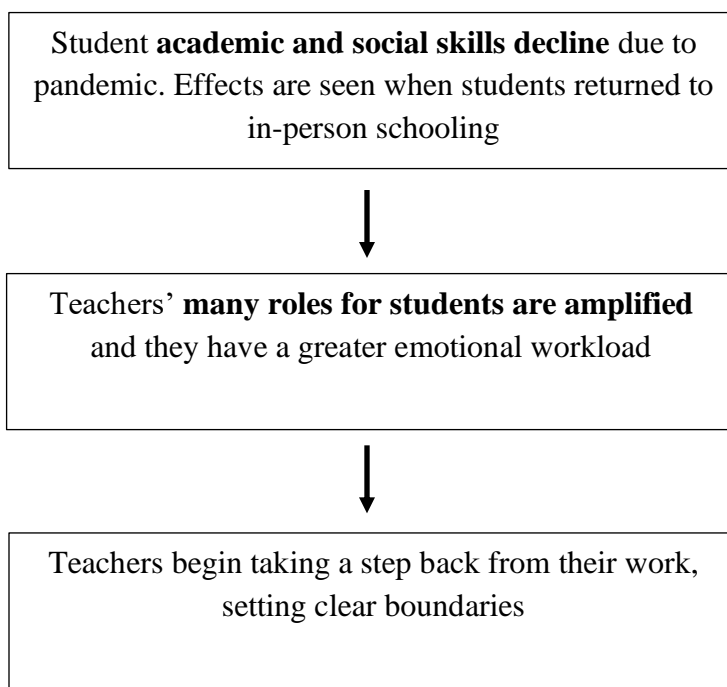 Student academic and social skills decline due to
pandemic. Effects are seen when students returned to
in-person schooling
Teachers’ many roles for students are amplified
and they have a greater emotional workload
Teachers begin taking a step back from their work,
setting clear boundaries